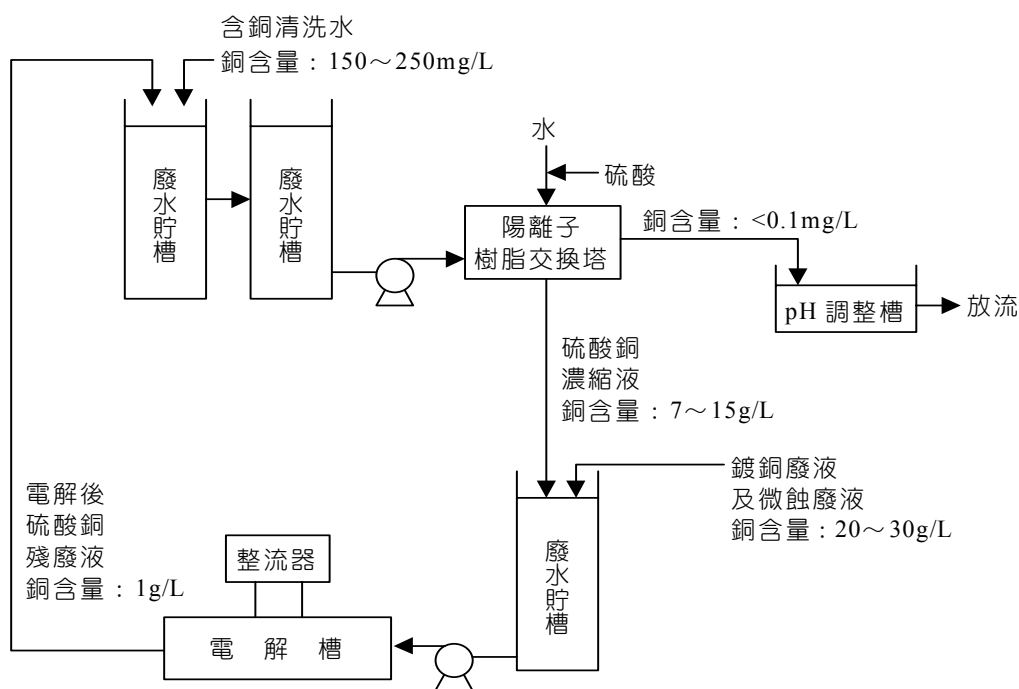 含銅清洗水
銅含量：150～250mg/L
廢水貯槽
廢水貯槽
水
硫酸
陽離子
樹脂交換塔
銅含量：<0.1mg/L
pH 調整槽
放流
硫酸銅
濃縮液
銅含量：7～15g/L
鍍銅廢液
及微蝕廢液
銅含量：20～30g/L
廢水貯槽
電解後
硫酸銅
殘廢液
銅含量：1g/L
整流器
電 解 槽